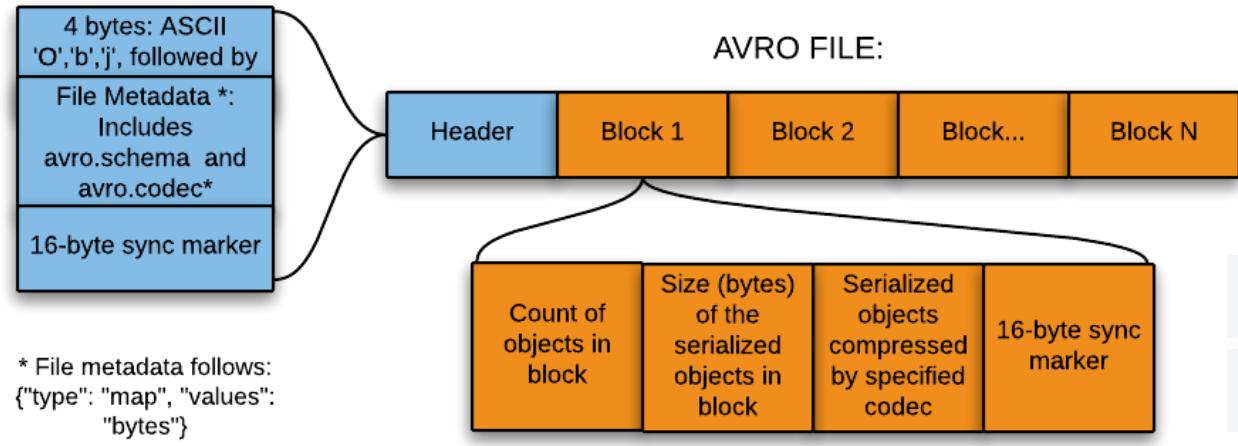 4 bytes: ASCII
'O','b','j', followed by
File Metadata *:
Includes
avro.schema and
avro.codec*
16-byte sync marker
* File metadata follows:
{"type": "map", "values":
"bytes"}
AVRO FILE:
Header
Block 1
Block 2
Block...
Block N
Count of
objects in
block
Size (bytes)
of the
serialized
objects in
block
Serialized
objects
compressed
by specified
codec
16-byte sync
marker